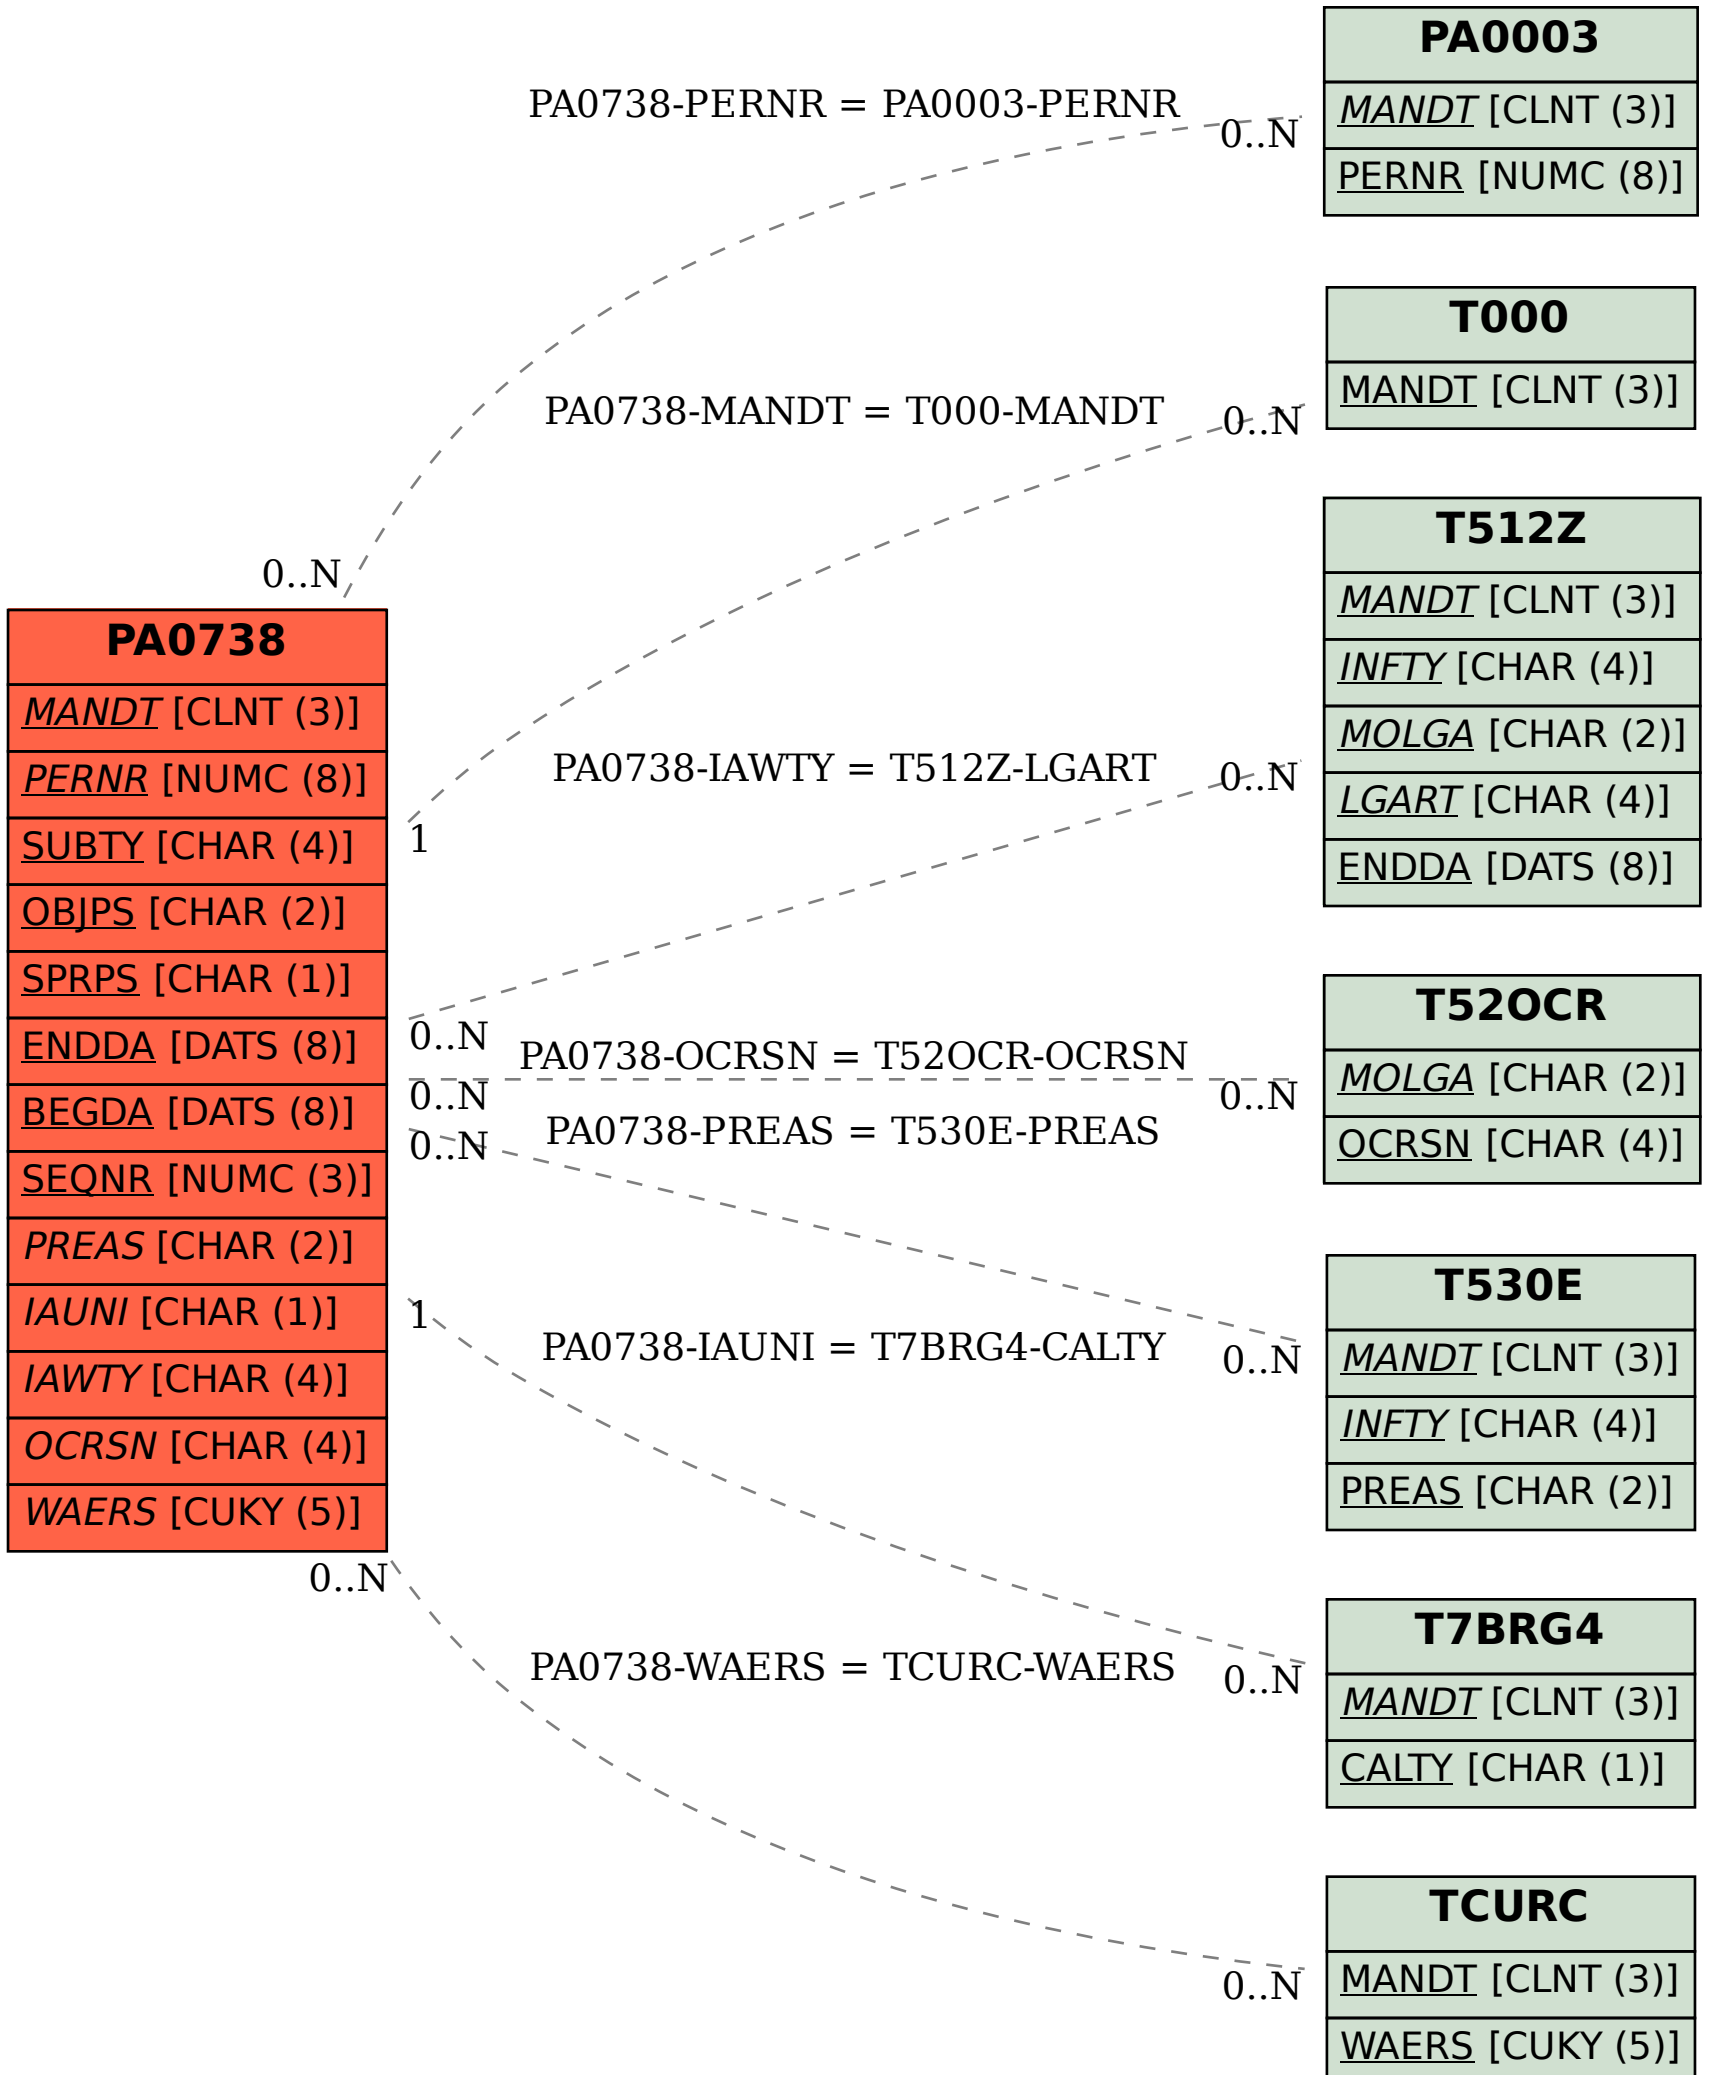 PA0003
MANDT [CLNT (3)]
PERNR [NUMC (8)]
PA0738-PERNR = PA0003-PERNR
0..N
0..N
T000
MANDT [CLNT (3)]
PA0738-MANDT = T000-MANDT
0..N
1
T512Z
MANDT [CLNT (3)]
INFTY [CHAR (4)]
MOLGA [CHAR (2)]
LGART [CHAR (4)]
ENDDA [DATS (8)]
PA0738-IAWTY = T512Z-LGART
0..N
0..N
PA0738
MANDT [CLNT (3)]
PERNR [NUMC (8)]
SUBTY [CHAR (4)]
OBJPS [CHAR (2)]
SPRPS [CHAR (1)]
ENDDA [DATS (8)]
BEGDA [DATS (8)]
SEQNR [NUMC (3)]
PREAS [CHAR (2)]
IAUNI [CHAR (1)]
IAWTY [CHAR (4)]
OCRSN [CHAR (4)]
WAERS [CUKY (5)]
T52OCR
MOLGA [CHAR (2)]
OCRSN [CHAR (4)]
PA0738-OCRSN = T52OCR-OCRSN
0..N
0..N
PA0738-PREAS = T530E-PREAS
0..N
0..N
T530E
MANDT [CLNT (3)]
INFTY [CHAR (4)]
PREAS [CHAR (2)]
1
PA0738-IAUNI = T7BRG4-CALTY
0..N
T7BRG4
MANDT [CLNT (3)]
CALTY [CHAR (1)]
0..N
PA0738-WAERS = TCURC-WAERS
0..N
TCURC
MANDT [CLNT (3)]
WAERS [CUKY (5)]